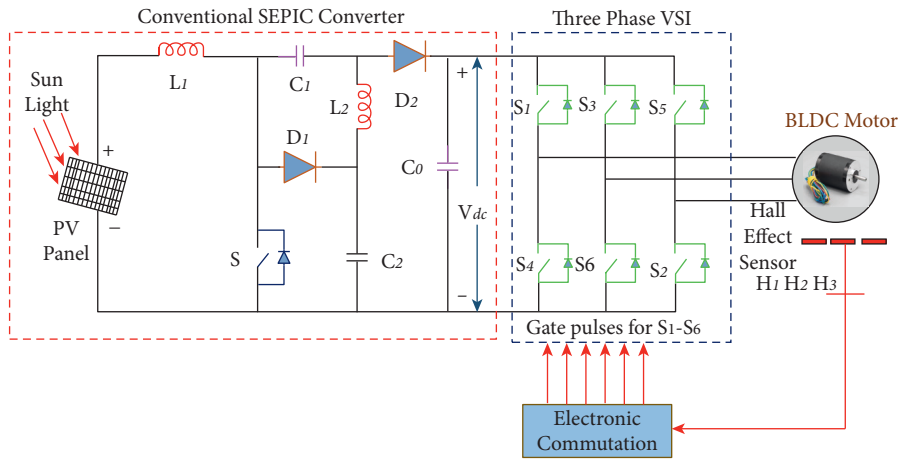 Conventional SEPIC Converter
Three Phase VSI
Sun
Light
L1
C1
L2
D2
D1
+
−
PV
Panel
S
C2
C0
+
Vdc
−
S1
S3
S5
S4
S6
S2
BLDC Motor
Hall
Effect
Sensor
H1 H2 H3
Gate pulses for S1-S6
Electronic
Commutation